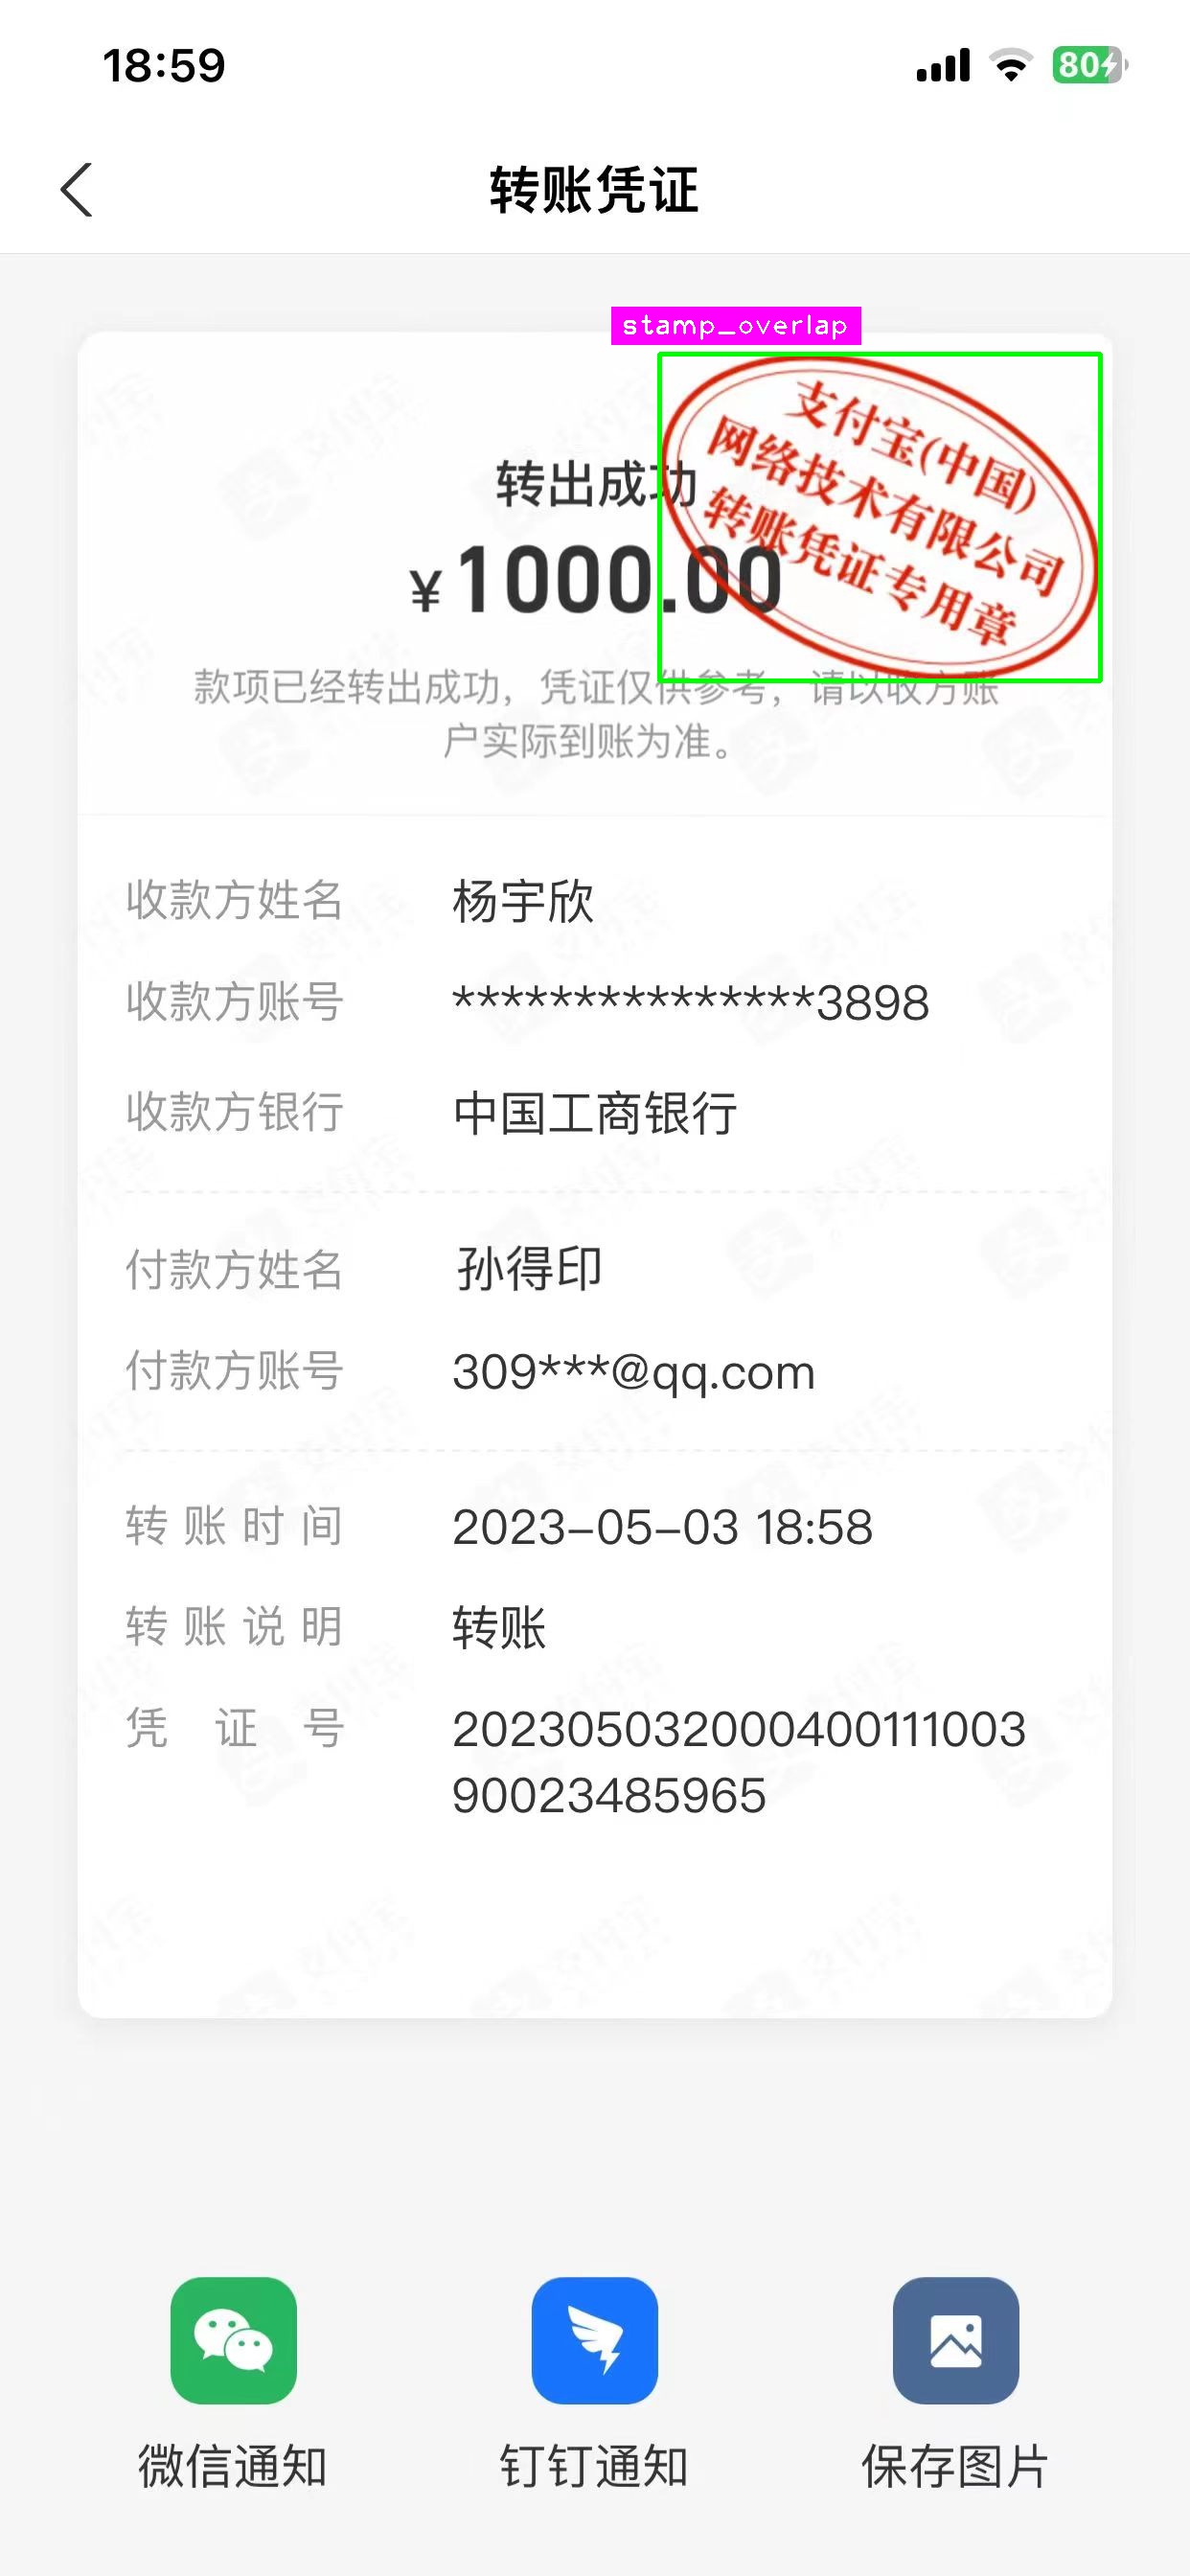 18:59
80
转账凭证
stamp_overlap
支付宝(中国)
网络技术有限公司
转账凭证专用章
转出成功
¥1000.00
款项已经转出成功，凭证仅供参考，请以收方账
户实际到账为准。
收款方姓名 杨宇欣
收款方账号 ***************3898
收款方银行 中国工商银行
付款方姓名 孙得印
付款方账号 309***@qq.com
转账时间 2023-05-03 18:58
转账说明 转账
凭证号 2023050320000400111003
90023485965
支付宝
微信通知 钉钉通知 保存图片